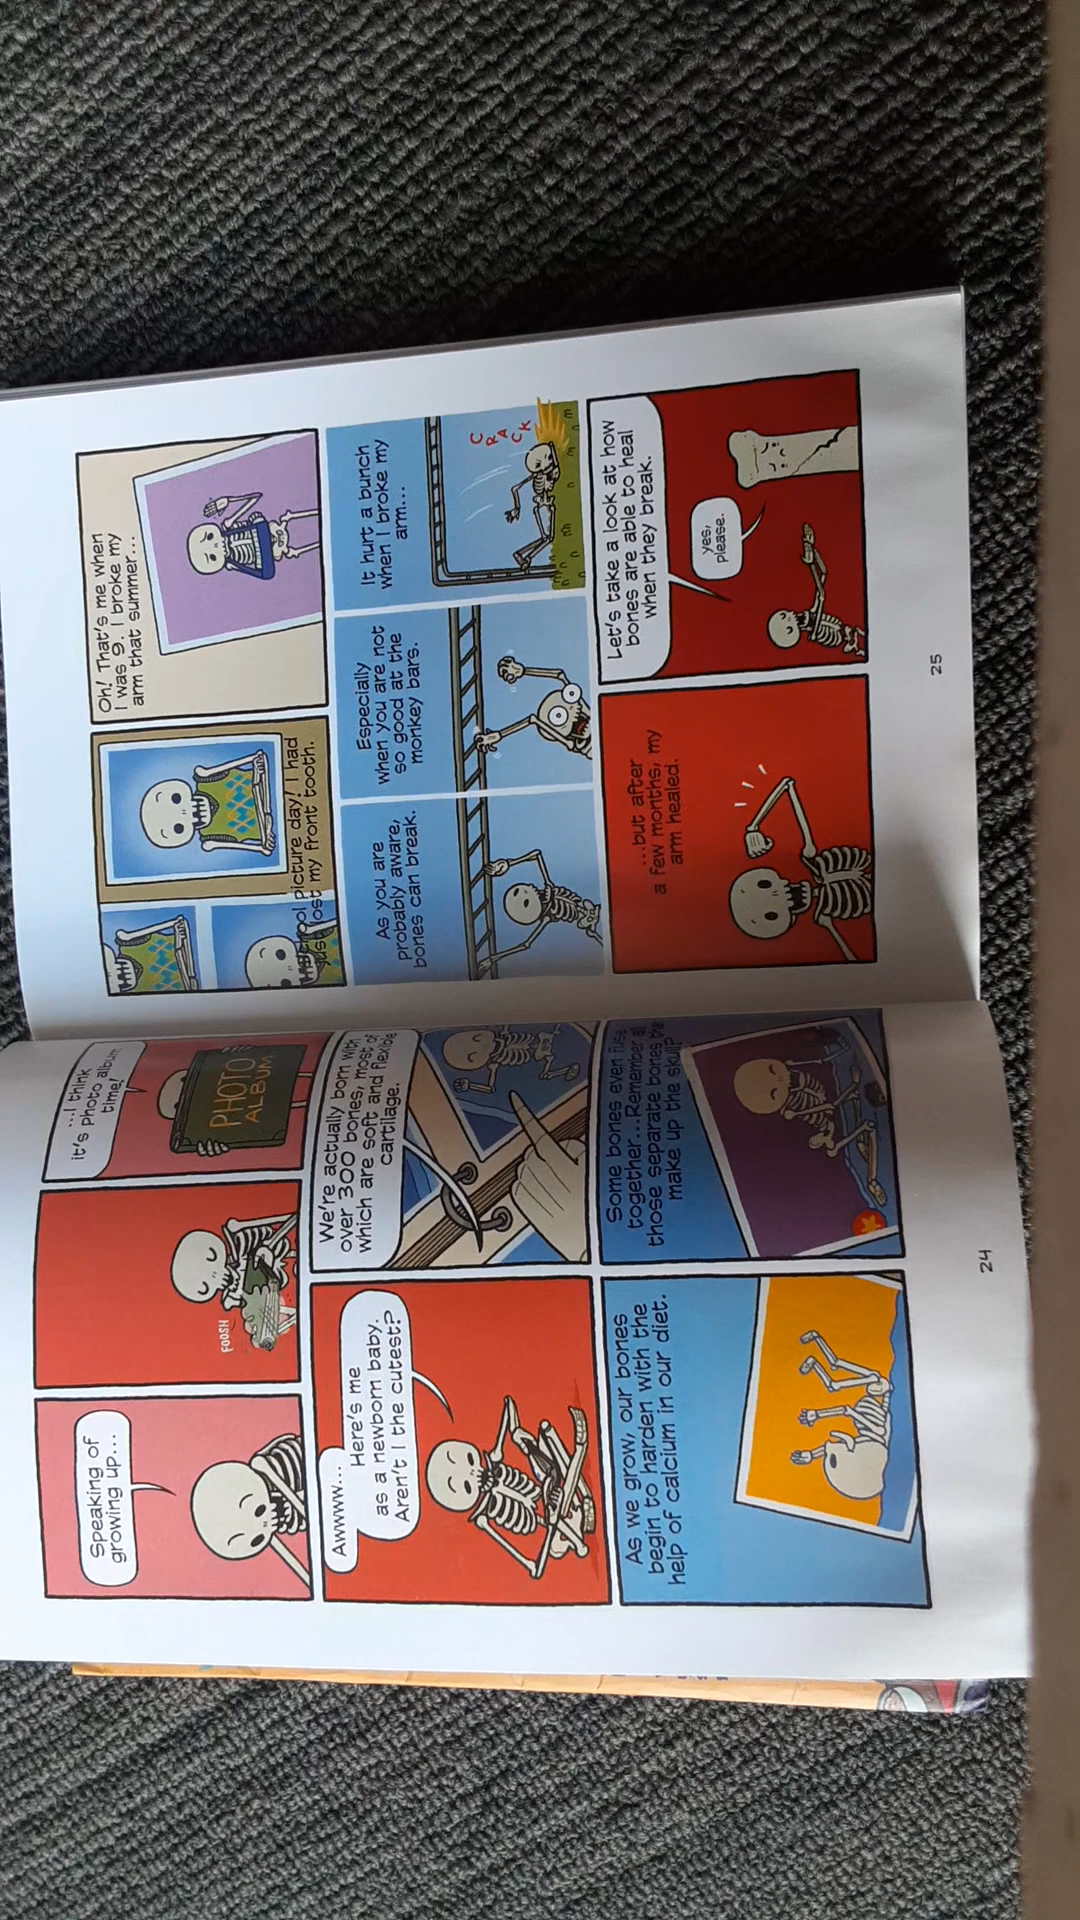 Speaking of
growing up...
FOOSH
...I think
it's photo album
time!
PHOTO
ALBUM
Awwww...
Here's me
as a newborn baby.
Aren't I the cutest?
We're actually born with
over 300 bones, most of
which are soft and flexible
cartilage.
As we grow, our bones
begin to harden with the
help of calcium in our diet.
Some bones even fuse
together...Remember all
those separate bones that
make up the skull?
24
picture day! I had
just lost my front tooth.
Oh! That's me when
I was 9. I broke my
arm that summer...
As you are
probably aware,
bones can break.
Especially
when you are not
so good at the
monkey bars.
It hurt a bunch
when I broke my
arm...
CRACK
...but after
a few months, my
arm healed.
Let's take a look at how
bones are able to heal
when they break.
yes,
please.
25